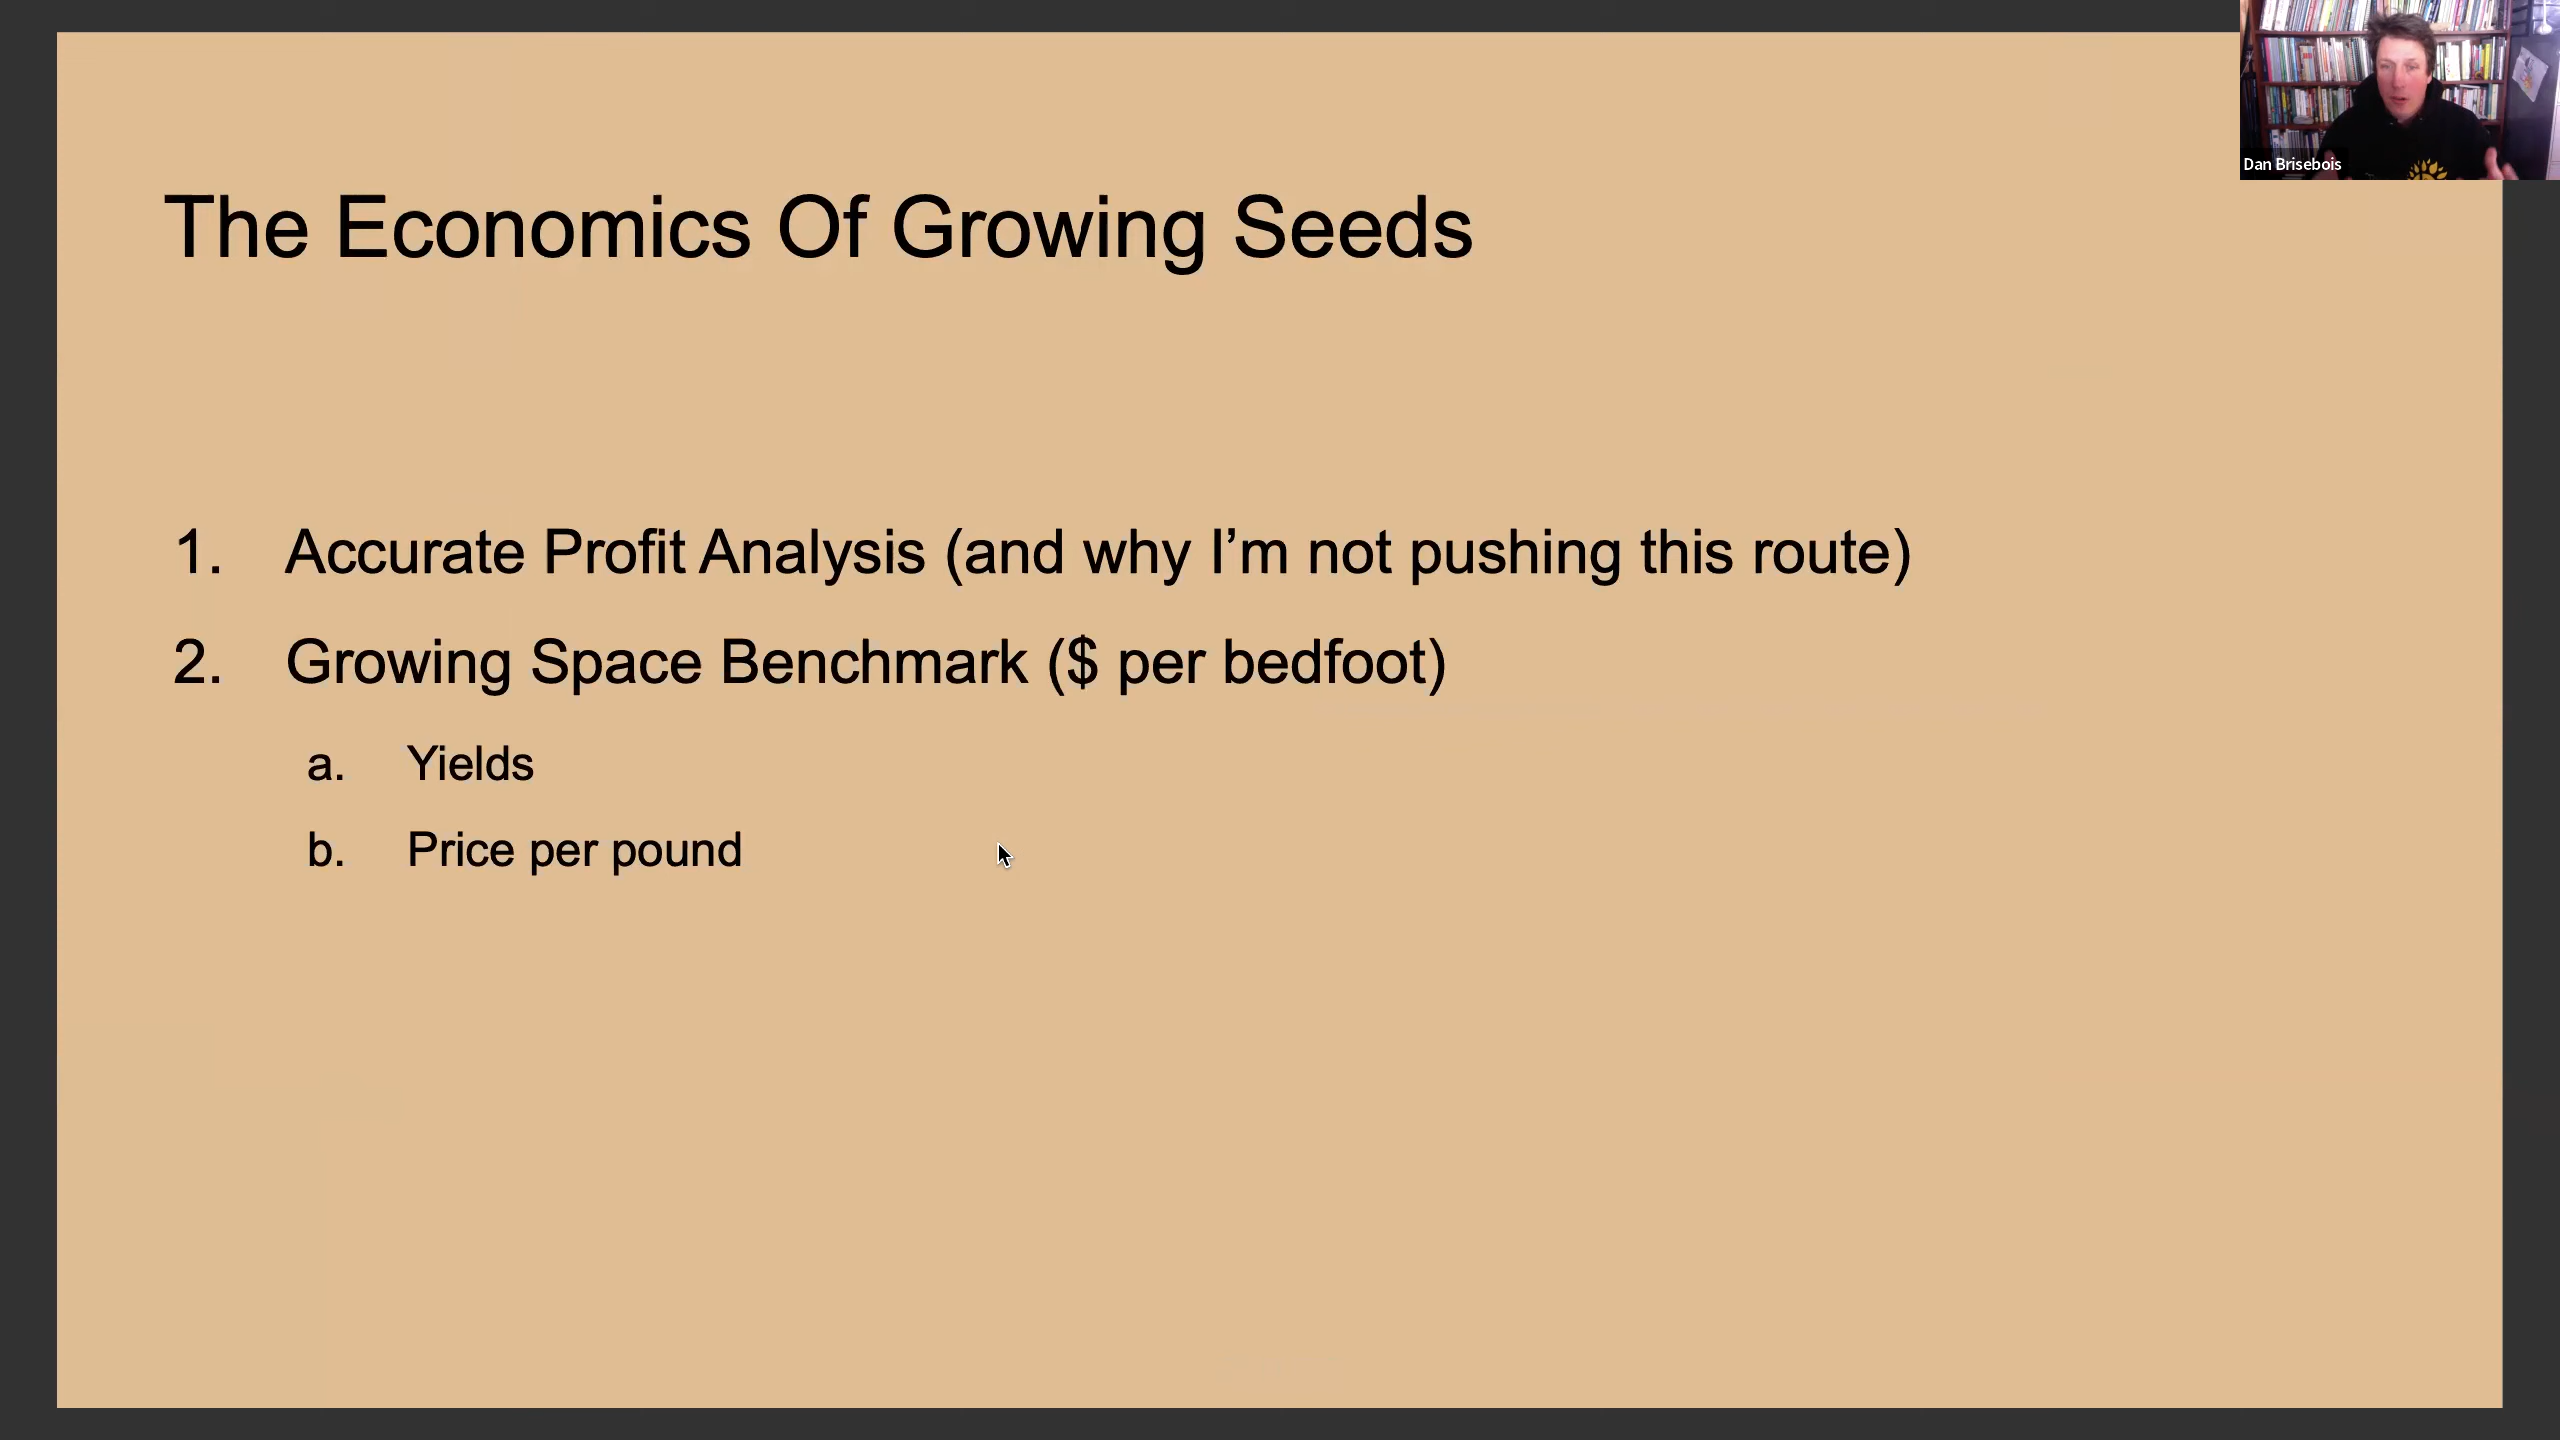 Dan Brisebois
The Economics Of Growing Seeds
1. Accurate Profit Analysis (and why I’m not pushing this route)
2. Growing Space Benchmark ($ per bedfoot)
a. Yields
b. Price per pound